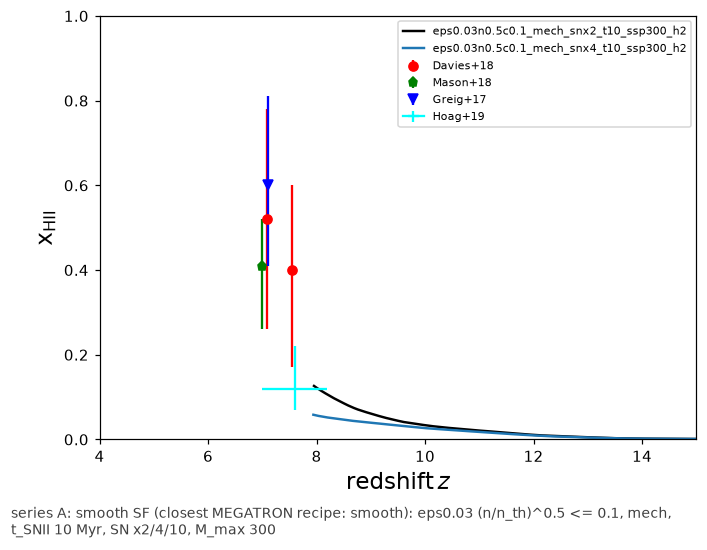 1.0
0.8
0.6
0.4
0.2
0.0
x_HII
4 6 8 10 12 14
redshift z
eps0.03n0.5c0.1_mech_snx2_t10_ssp300_h2
eps0.03n0.5c0.1_mech_snx4_t10_ssp300_h2
Davies+18
Mason+18
Greig+17
Hoag+19
series A: smooth SF (closest MEGATRON recipe: smooth): eps0.03 (n/n_th)^0.5 <= 0.1, mech,
t_SNII 10 Myr, SN x2/4/10, M_max 300